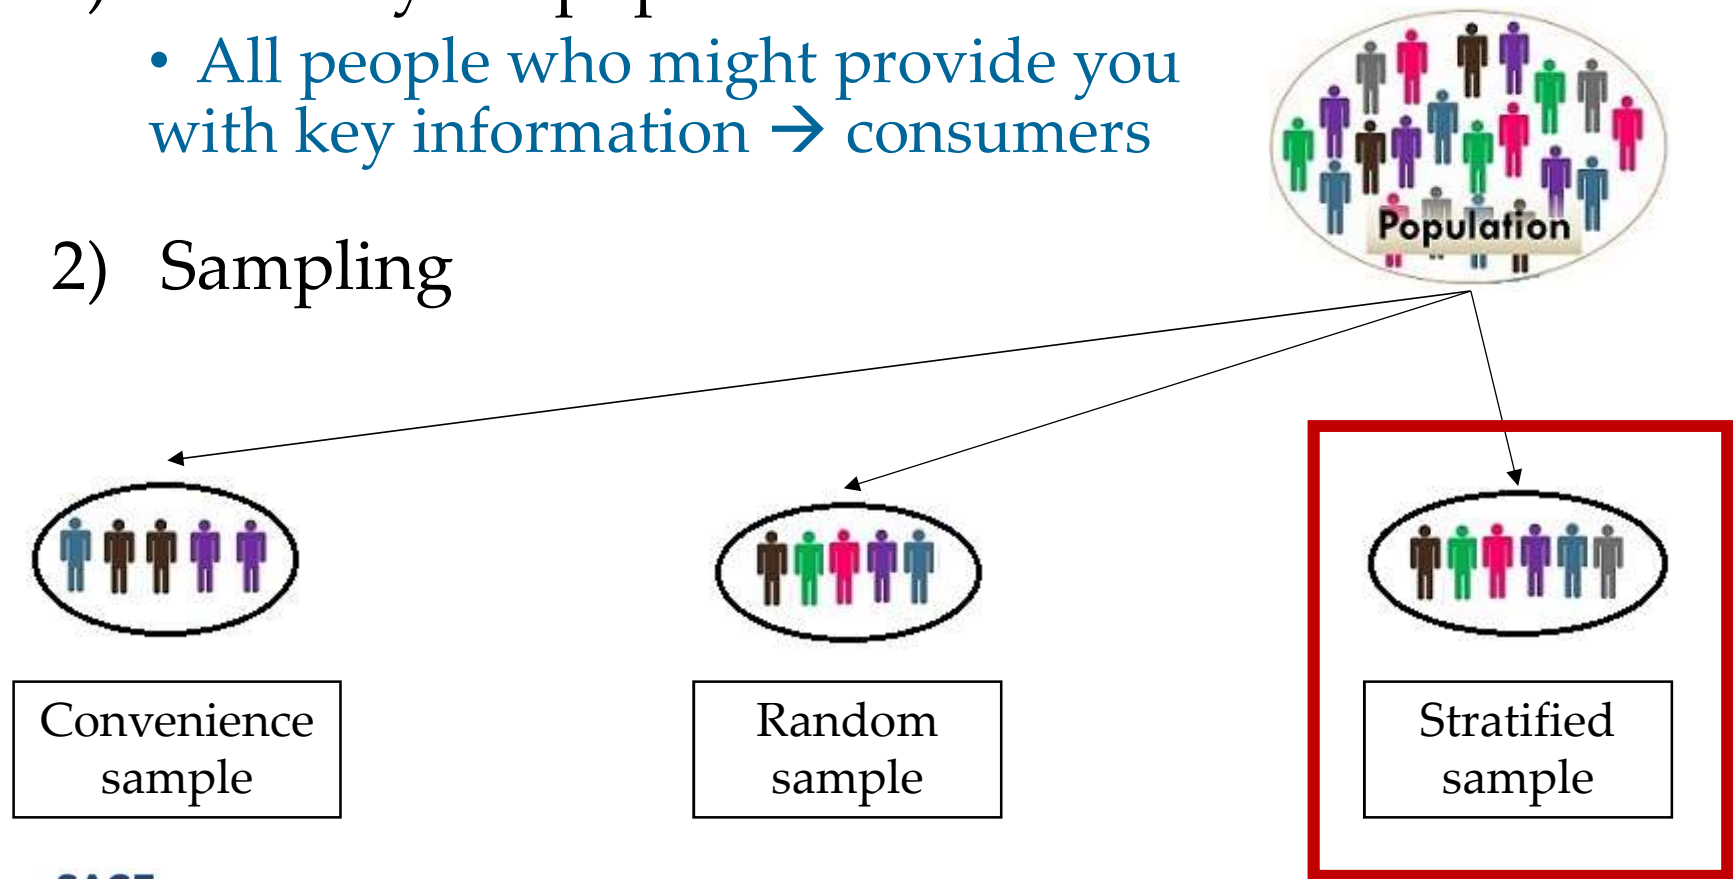 • All people who might provide you
with key information → consumers
Population
2) Sampling
Convenience
sample
Random
sample
Stratified
sample